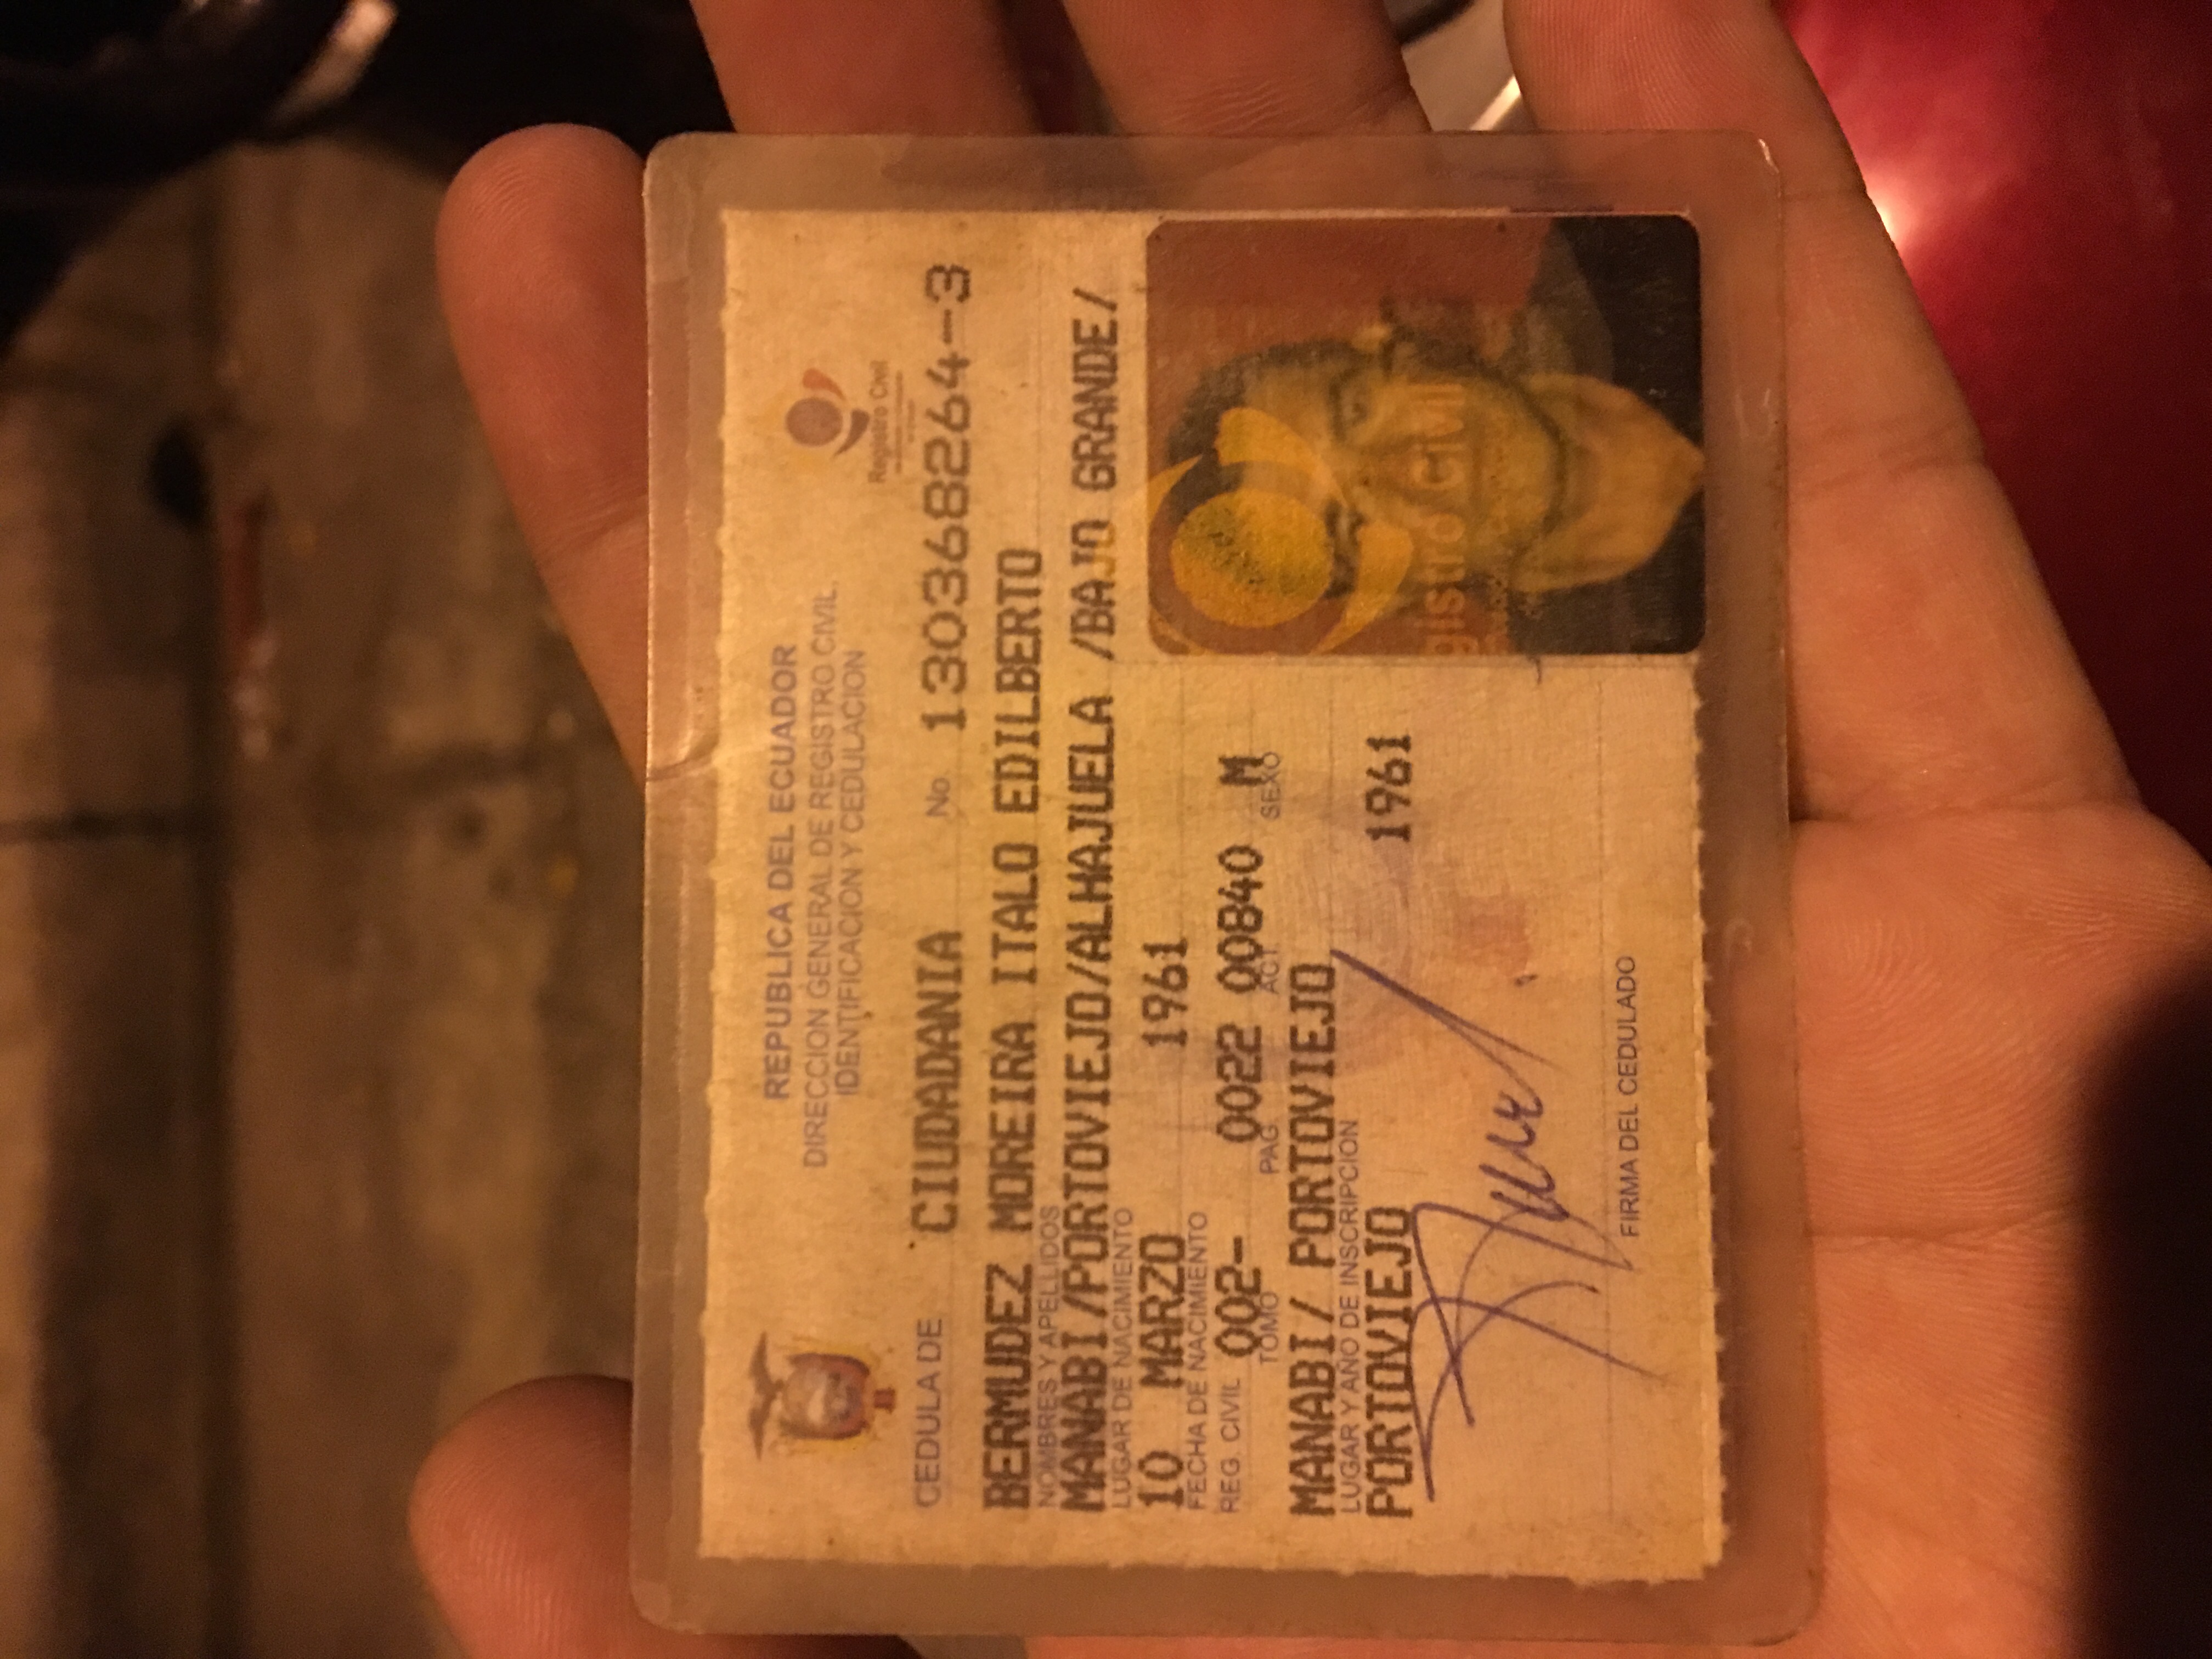 REPUBLICA DEL ECUADOR
DIRECCION GENERAL DE REGISTRO CIVIL,
IDENTIFICACION Y CEDULACION
Registro Civil
CEDULA DE CIUDADANIA No. 130368264-3
BERMUDEZ MOREIRA ITALO EDILBERTO
NOMBRES Y APELLIDOS
MANABI/PORTOVIEJO/ALHAJUELA /BAJO GRANDE/
LUGAR DE NACIMIENTO
10 MARZO 1961
FECHA DE NACIMIENTO
REG. CIVIL 002- 0022 00840 M
TOMO PAG. ACT. SEXO
MANABI/ PORTOVIEJO
LUGAR Y AÑO DE INSCRIPCION
PORTOVIEJO 1961
gistro Civil
FIRMA DEL CEDULADO